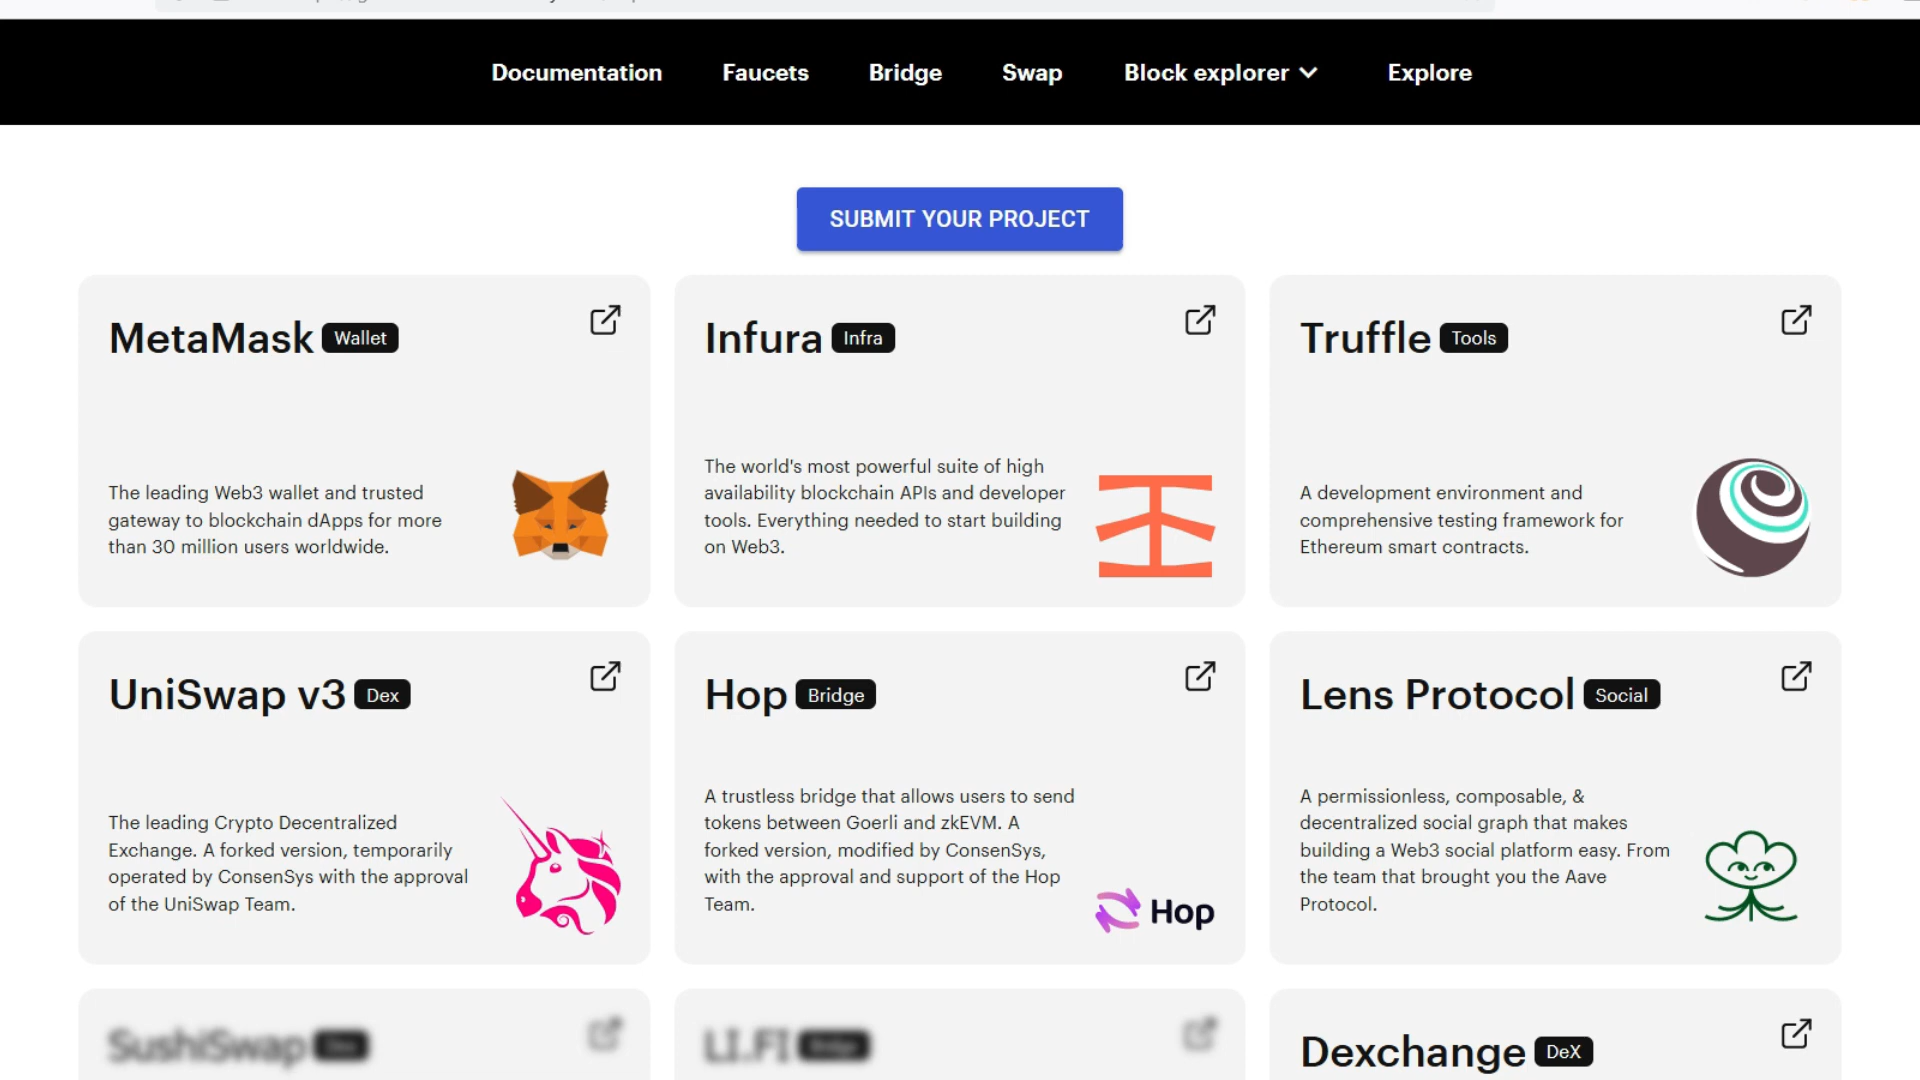 Documentation Faucets Bridge Swap Block explorer Explore
SUBMIT YOUR PROJECT
MetaMask Wallet
The leading Web3 wallet and trusted
gateway to blockchain dApps for more
than 30 million users worldwide.
Infura Infra
The world's most powerful suite of high
availability blockchain APIs and developer
tools. Everything needed to start building
on Web3.
Truffle Tools
A development environment and
comprehensive testing framework for
Ethereum smart contracts.
UniSwap v3 Dex
The leading Crypto Decentralized
Exchange. A forked version, temporarily
operated by ConsenSys with the approval
of the UniSwap Team.
Hop Bridge
A trustless bridge that allows users to send
tokens between Goerli and zkEVM. A
forked version, modified by ConsenSys,
with the approval and support of the Hop
Team.
Hop
Lens Protocol Social
A permissionless, composable, &
decentralized social graph that makes
building a Web3 social platform easy. From
the team that brought you the Aave
Protocol.
SushiSwap
LI.FI
Dexchange DeX